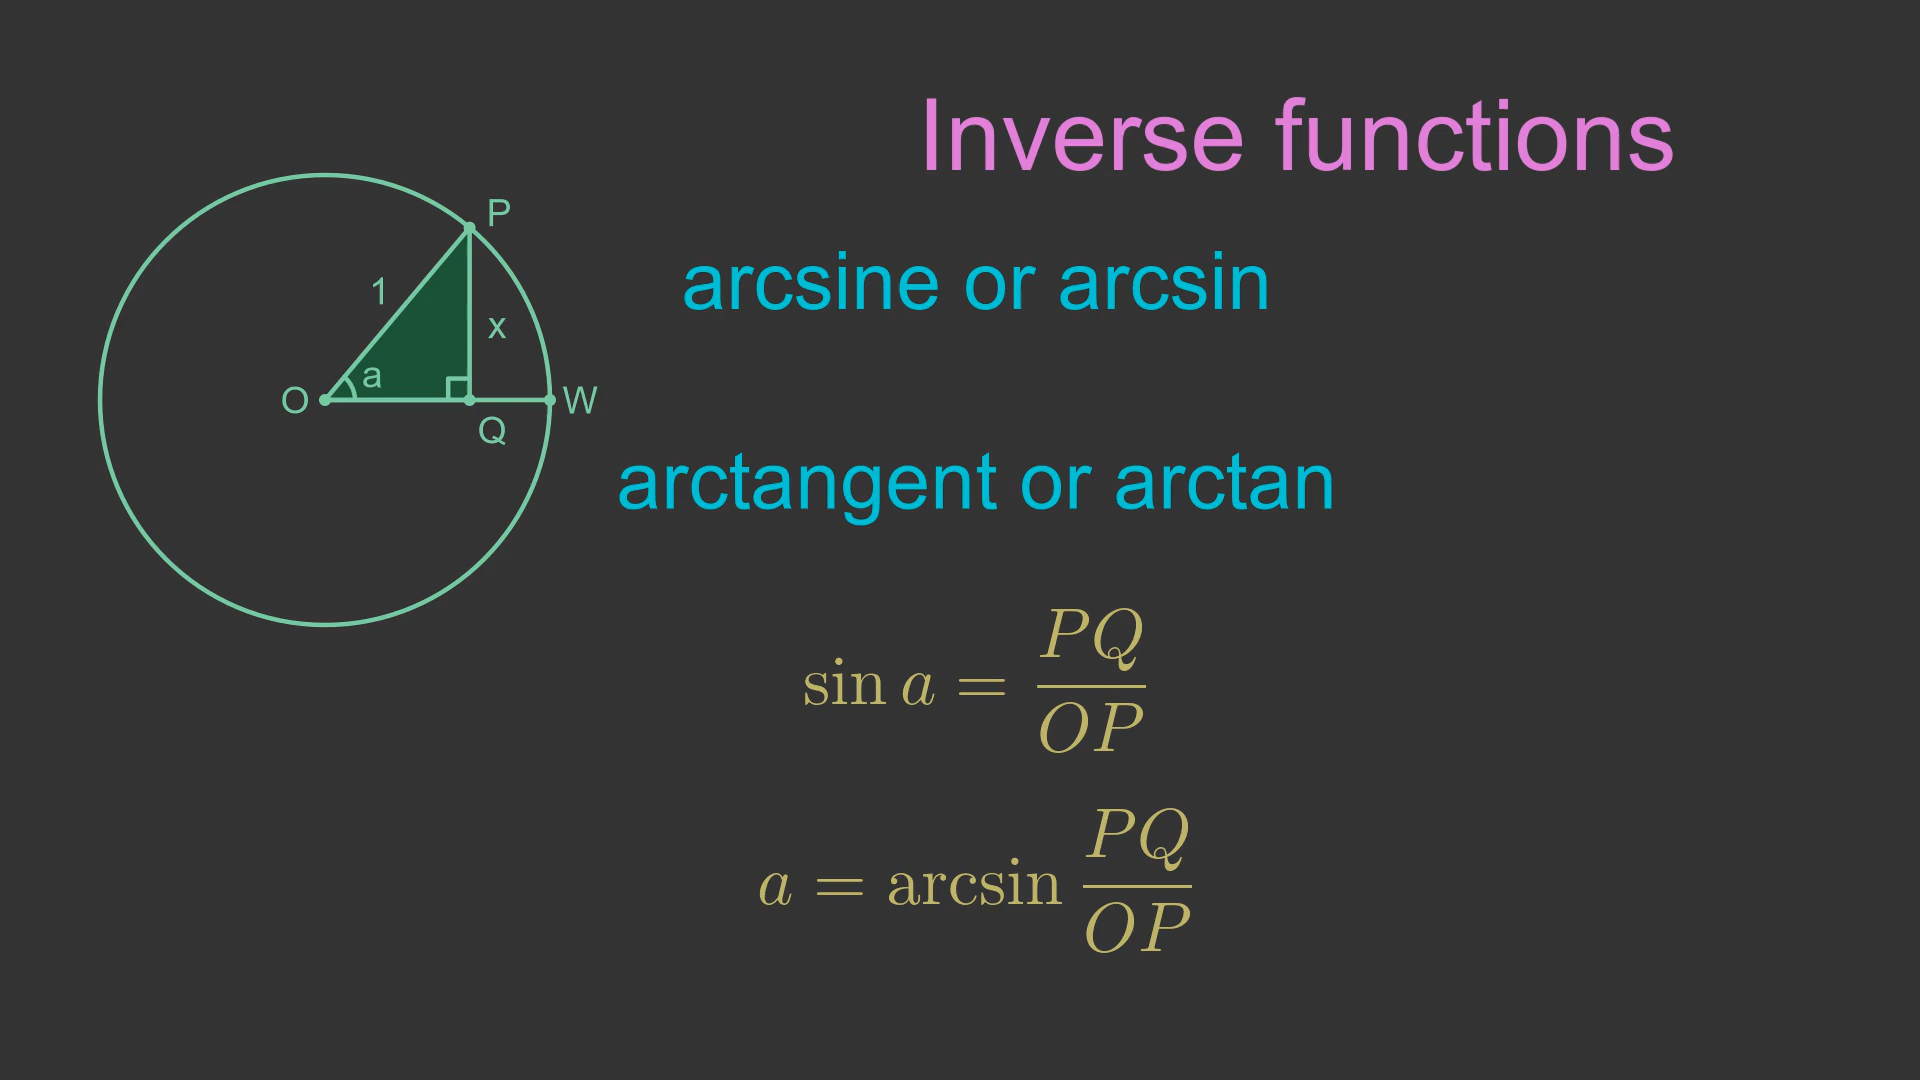 Inverse functions
P
arcsine or arcsin
1
x
a
O
W
Q
arctangent or arctan
sin a = PQ/OP
a = arcsin PQ/OP